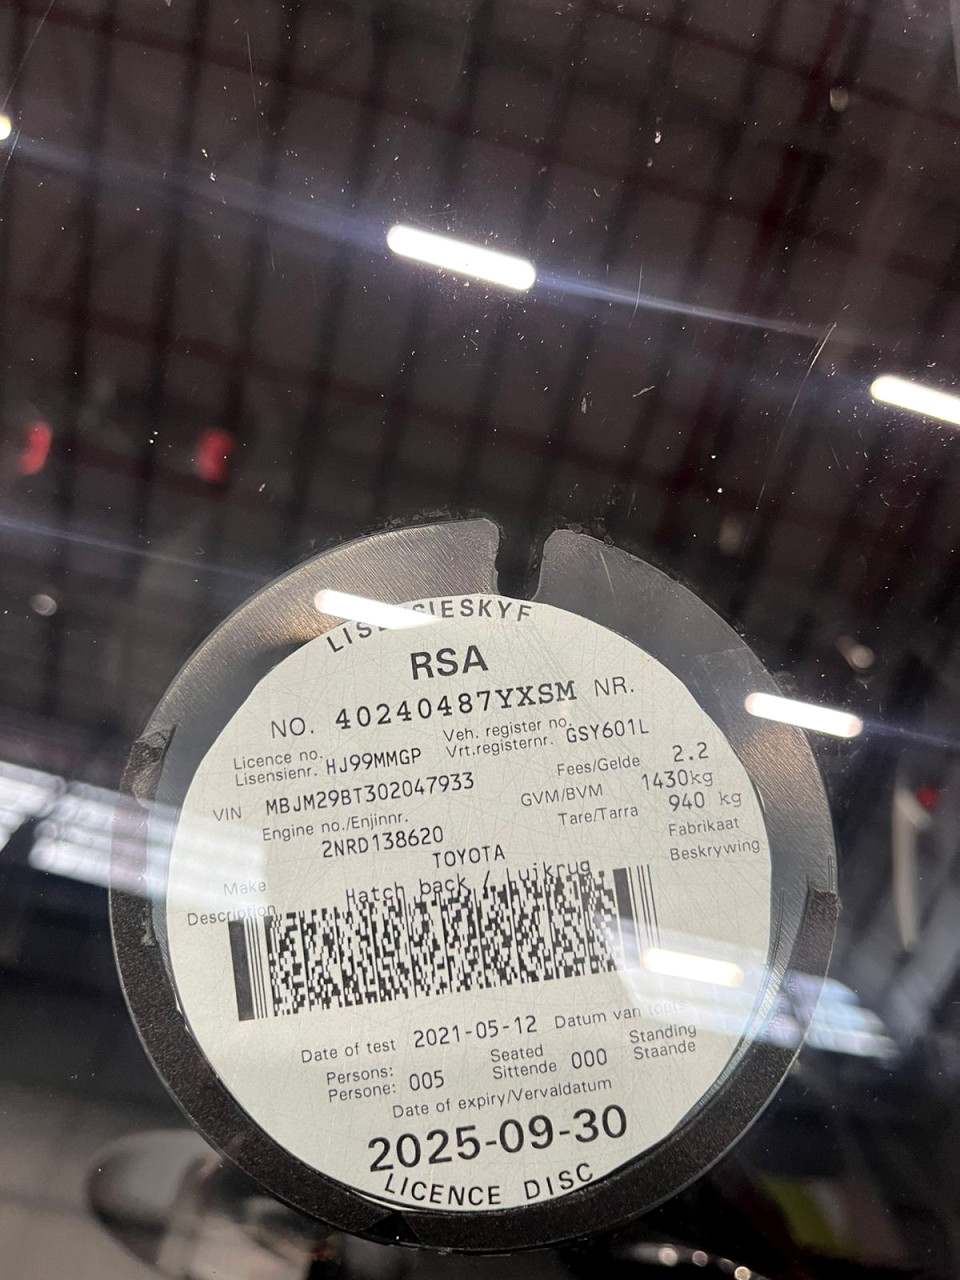 RSA
NO. 40240487YXSM NR.
Licence no. Veh. register no.
Lisensienr. HJ99MMGP Vrt.registernr. GSY601L
VIN MBJM29BT302047933 Fees/Gelde 2.2
Engine no./Enjinnr. GVM/BVM 1430kg
2NRD138620 Tare/Tarra 940 kg
Make TOYOTA Fabrikaat
Description Hatch back / Luikrug Beskrywing
Date of test 2021-05-12 Datum van toets
Persons: Seated Standing
Persone: 005 Sittende 000 Staande
Date of expiry/Vervaldatum
2025-09-30
LICENCE DISC